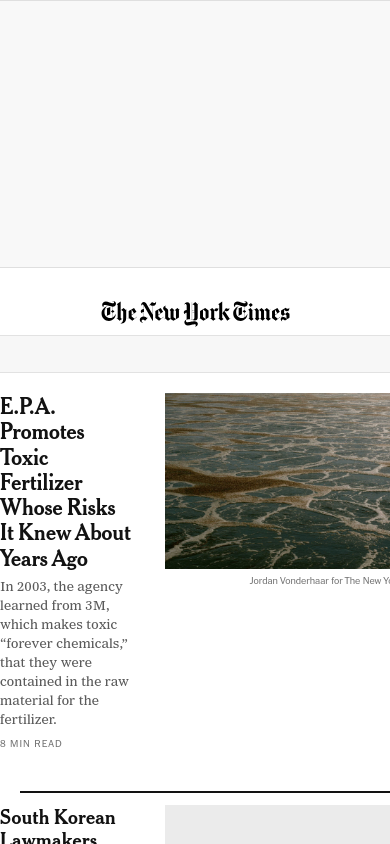 The New York Times
E.P.A.
Promotes
Toxic
Fertilizer
Whose Risks
It Knew About
Years Ago
In 2003, the agency
learned from 3M,
which makes toxic
“forever chemicals,”
that they were
contained in the raw
material for the
fertilizer.
8 MIN READ
Jordan Vonderhaar for The New
South Korean
Lawmakers